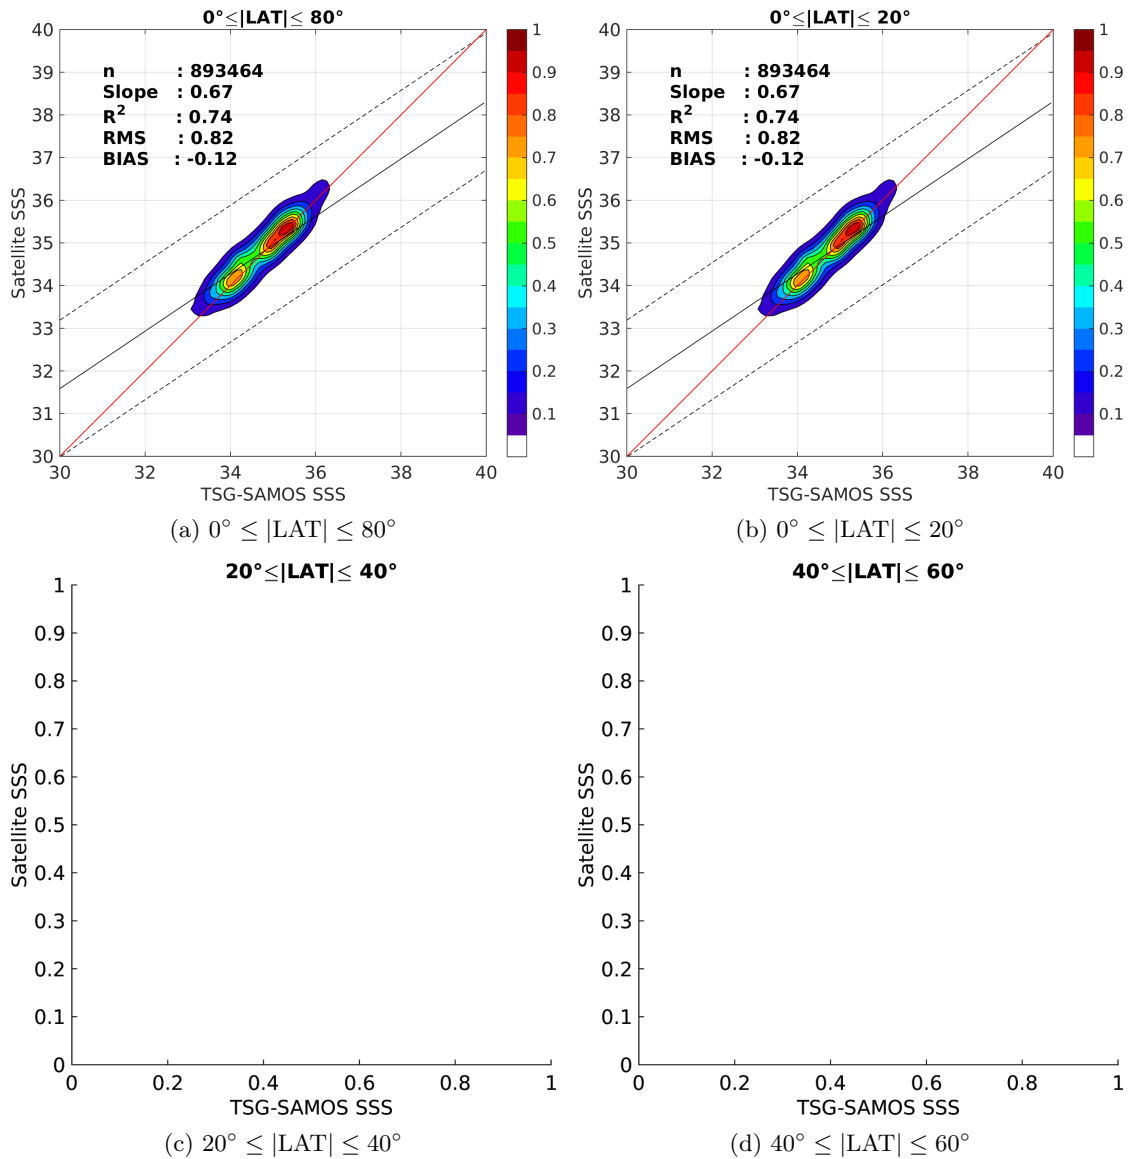 0°≤|LAT|≤ 80°
n : 893464
Slope : 0.67
R² : 0.74
RMS : 0.82
BIAS : -0.12
40
39
38
37
36
35
34
33
32
31
30
30 32 34 36 38 40
Satellite SSS
TSG-SAMOS SSS
1
0.9
0.8
0.7
0.6
0.5
0.4
0.3
0.2
0.1
(a) 0° ≤ |LAT| ≤ 80°
0°≤|LAT|≤ 20°
n : 893464
Slope : 0.67
R² : 0.74
RMS : 0.82
BIAS : -0.12
40
39
38
37
36
35
34
33
32
31
30
30 32 34 36 38 40
Satellite SSS
TSG-SAMOS SSS
1
0.9
0.8
0.7
0.6
0.5
0.4
0.3
0.2
0.1
(b) 0° ≤ |LAT| ≤ 20°
20°≤|LAT|≤ 40°
1
0.9
0.8
0.7
0.6
0.5
0.4
0.3
0.2
0.1
0
0 0.2 0.4 0.6 0.8 1
Satellite SSS
TSG-SAMOS SSS
(c) 20° ≤ |LAT| ≤ 40°
40°≤|LAT|≤ 60°
1
0.9
0.8
0.7
0.6
0.5
0.4
0.3
0.2
0.1
0
0 0.2 0.4 0.6 0.8 1
Satellite SSS
TSG-SAMOS SSS
(d) 40° ≤ |LAT| ≤ 60°